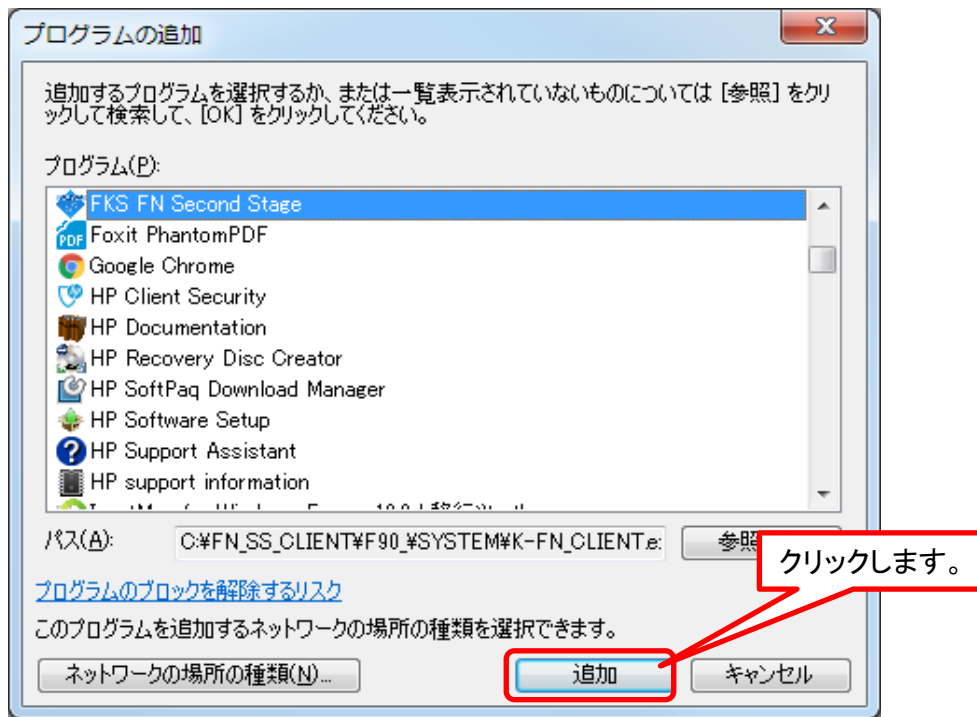 プログラムの追加
追加するプログラムを選択するか、または一覧表示されていないものについては [参照] をクリ
ックして検索して、[OK] をクリックしてください。
プログラム(P):
FKS FN Second Stage
Foxit PhantomPDF
Google Chrome
HP Client Security
HP Documentation
HP Recovery Disc Creator
HP SoftPaq Download Manager
HP Software Setup
HP Support Assistant
HP support information
パス(A):
C:¥FN_SS_CLIENT¥F90_¥SYSTEM¥K-FN_CLIENT.e:
参照
クリックします。
プログラムのブロックを解除するリスク
このプログラムを追加するネットワークの場所の種類を選択できます。
ネットワークの場所の種類(N)...
追加
キャンセル